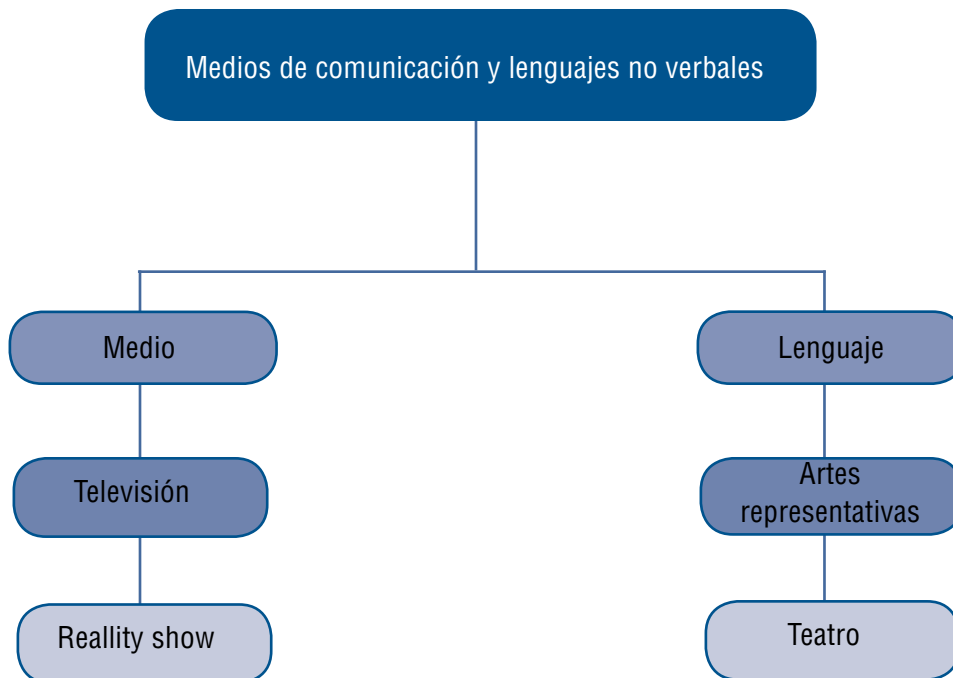 Medios de comunicación y lenguajes no verbales
Medio
Lenguaje
Televisión
Artes
representativas
Reallity show
Teatro